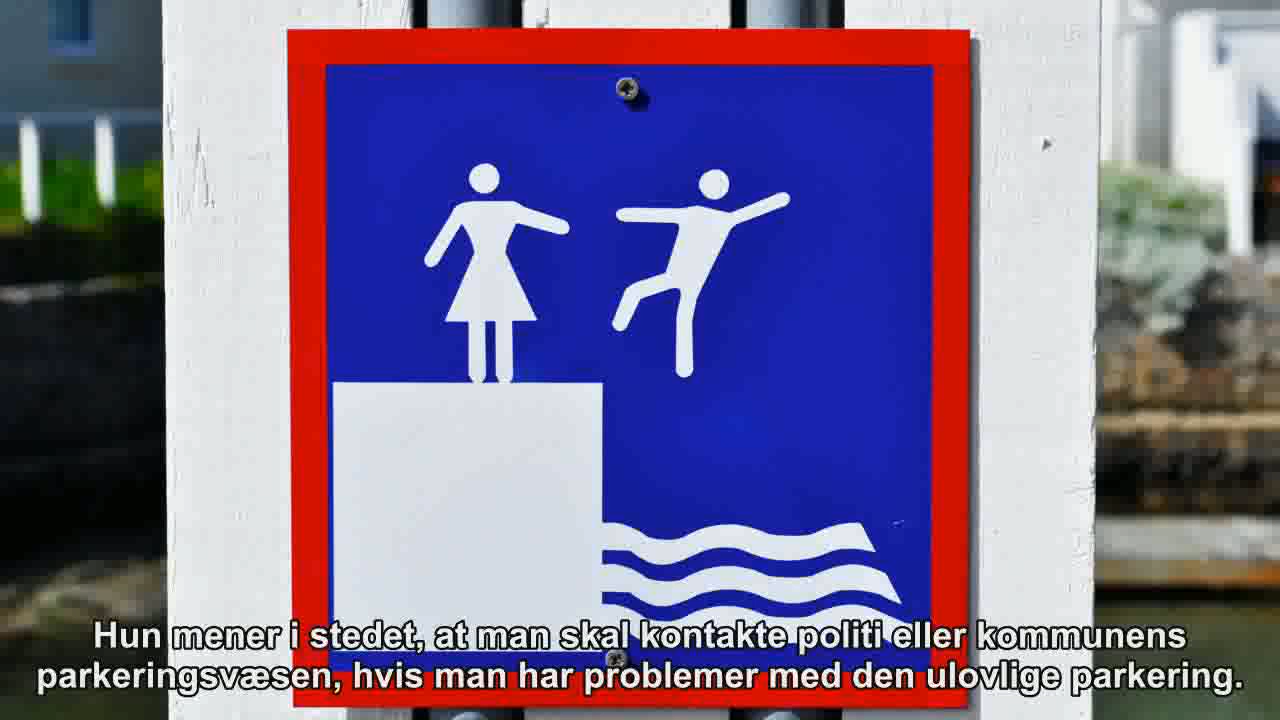 Hun mener i stedet, at man skal kontakte politi eller kommunens
parkeringsvæsen, hvis man har problemer med den ulovlige parkering.